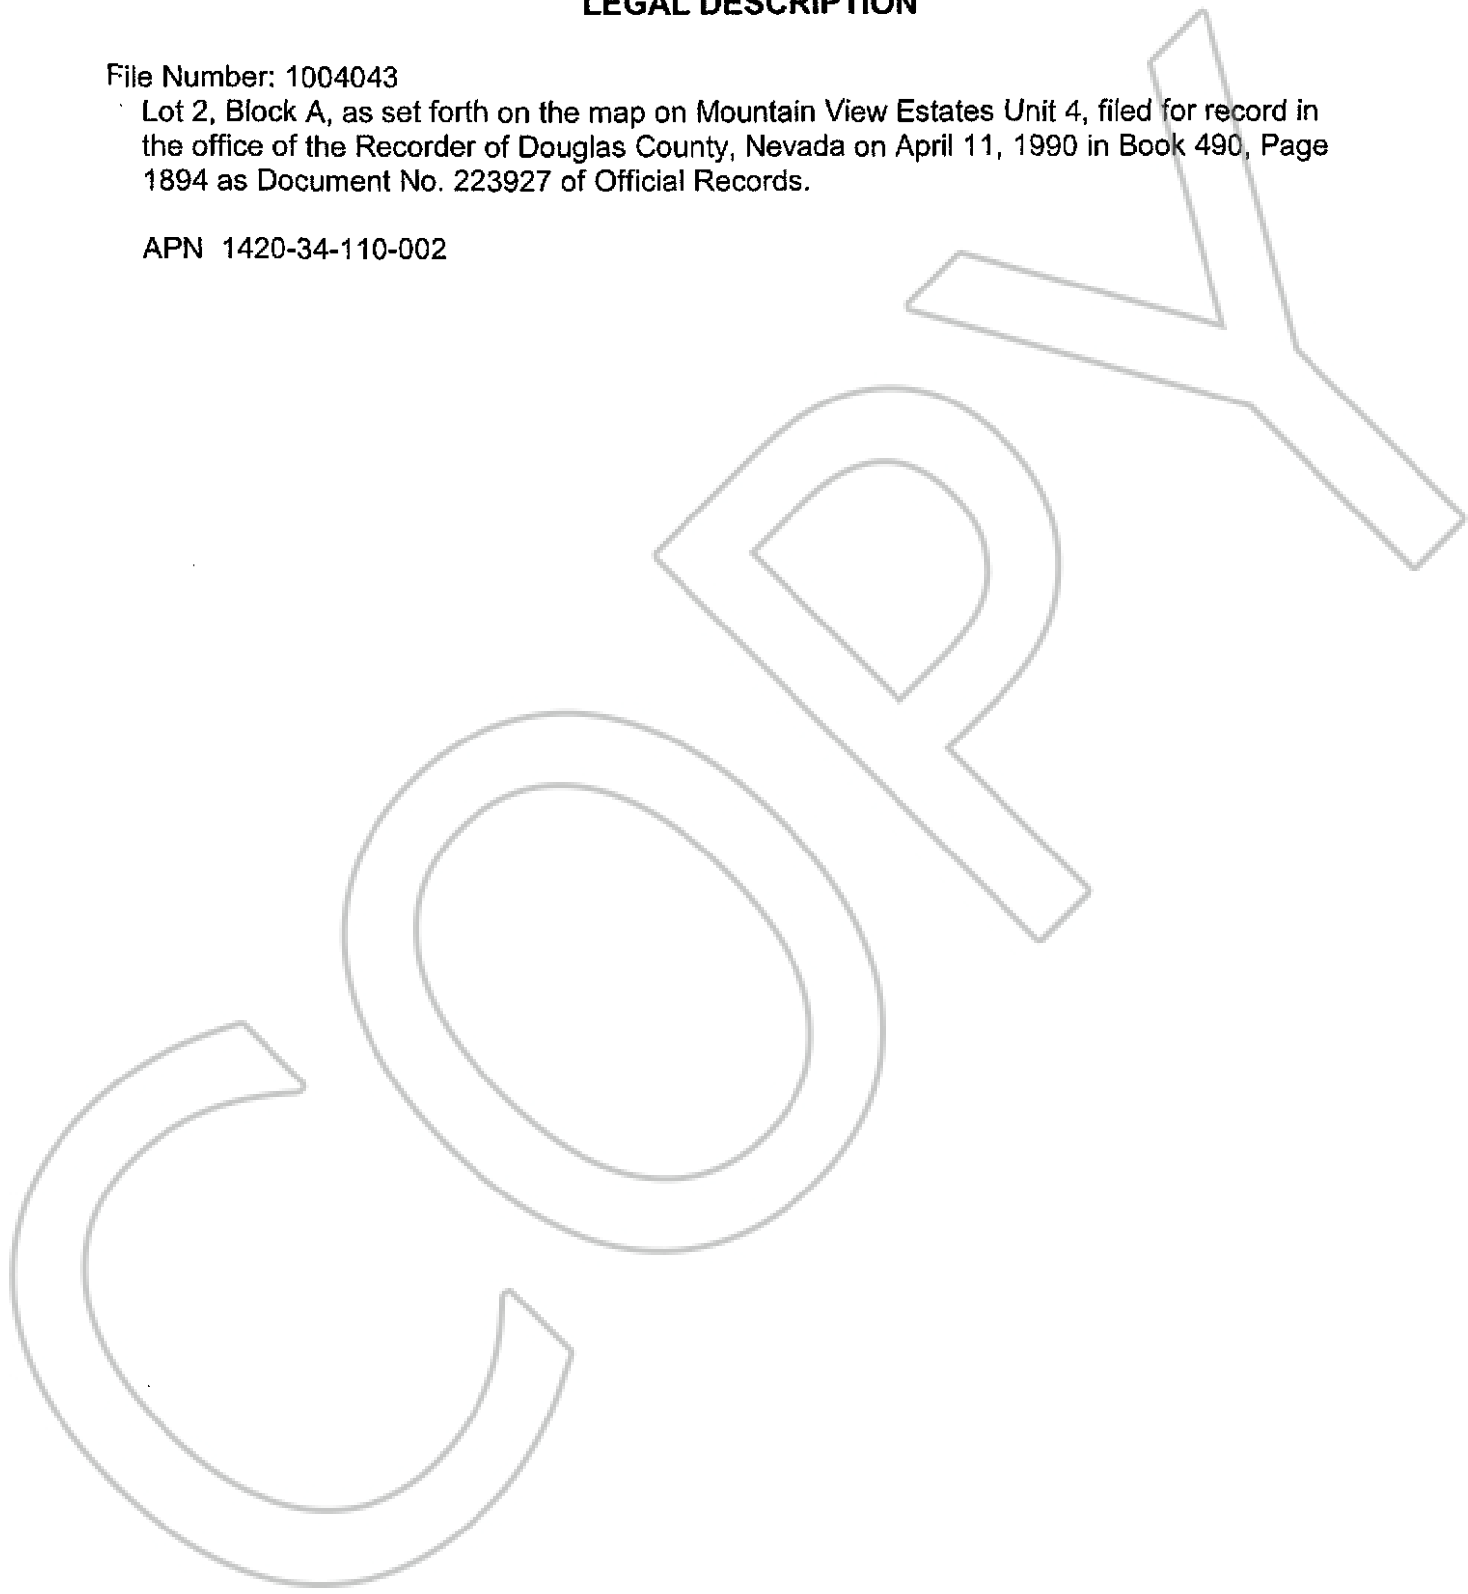 LEGAL DESCRIPTION
File Number: 1004043
Lot 2, Block A, as set forth on the map on Mountain View Estates Unit 4, filed for record in
the office of the Recorder of Douglas County, Nevada on April 11, 1990 in Book 490, Page
1894 as Document No. 223927 of Official Records.
APN 1420-34-110-002
COPY